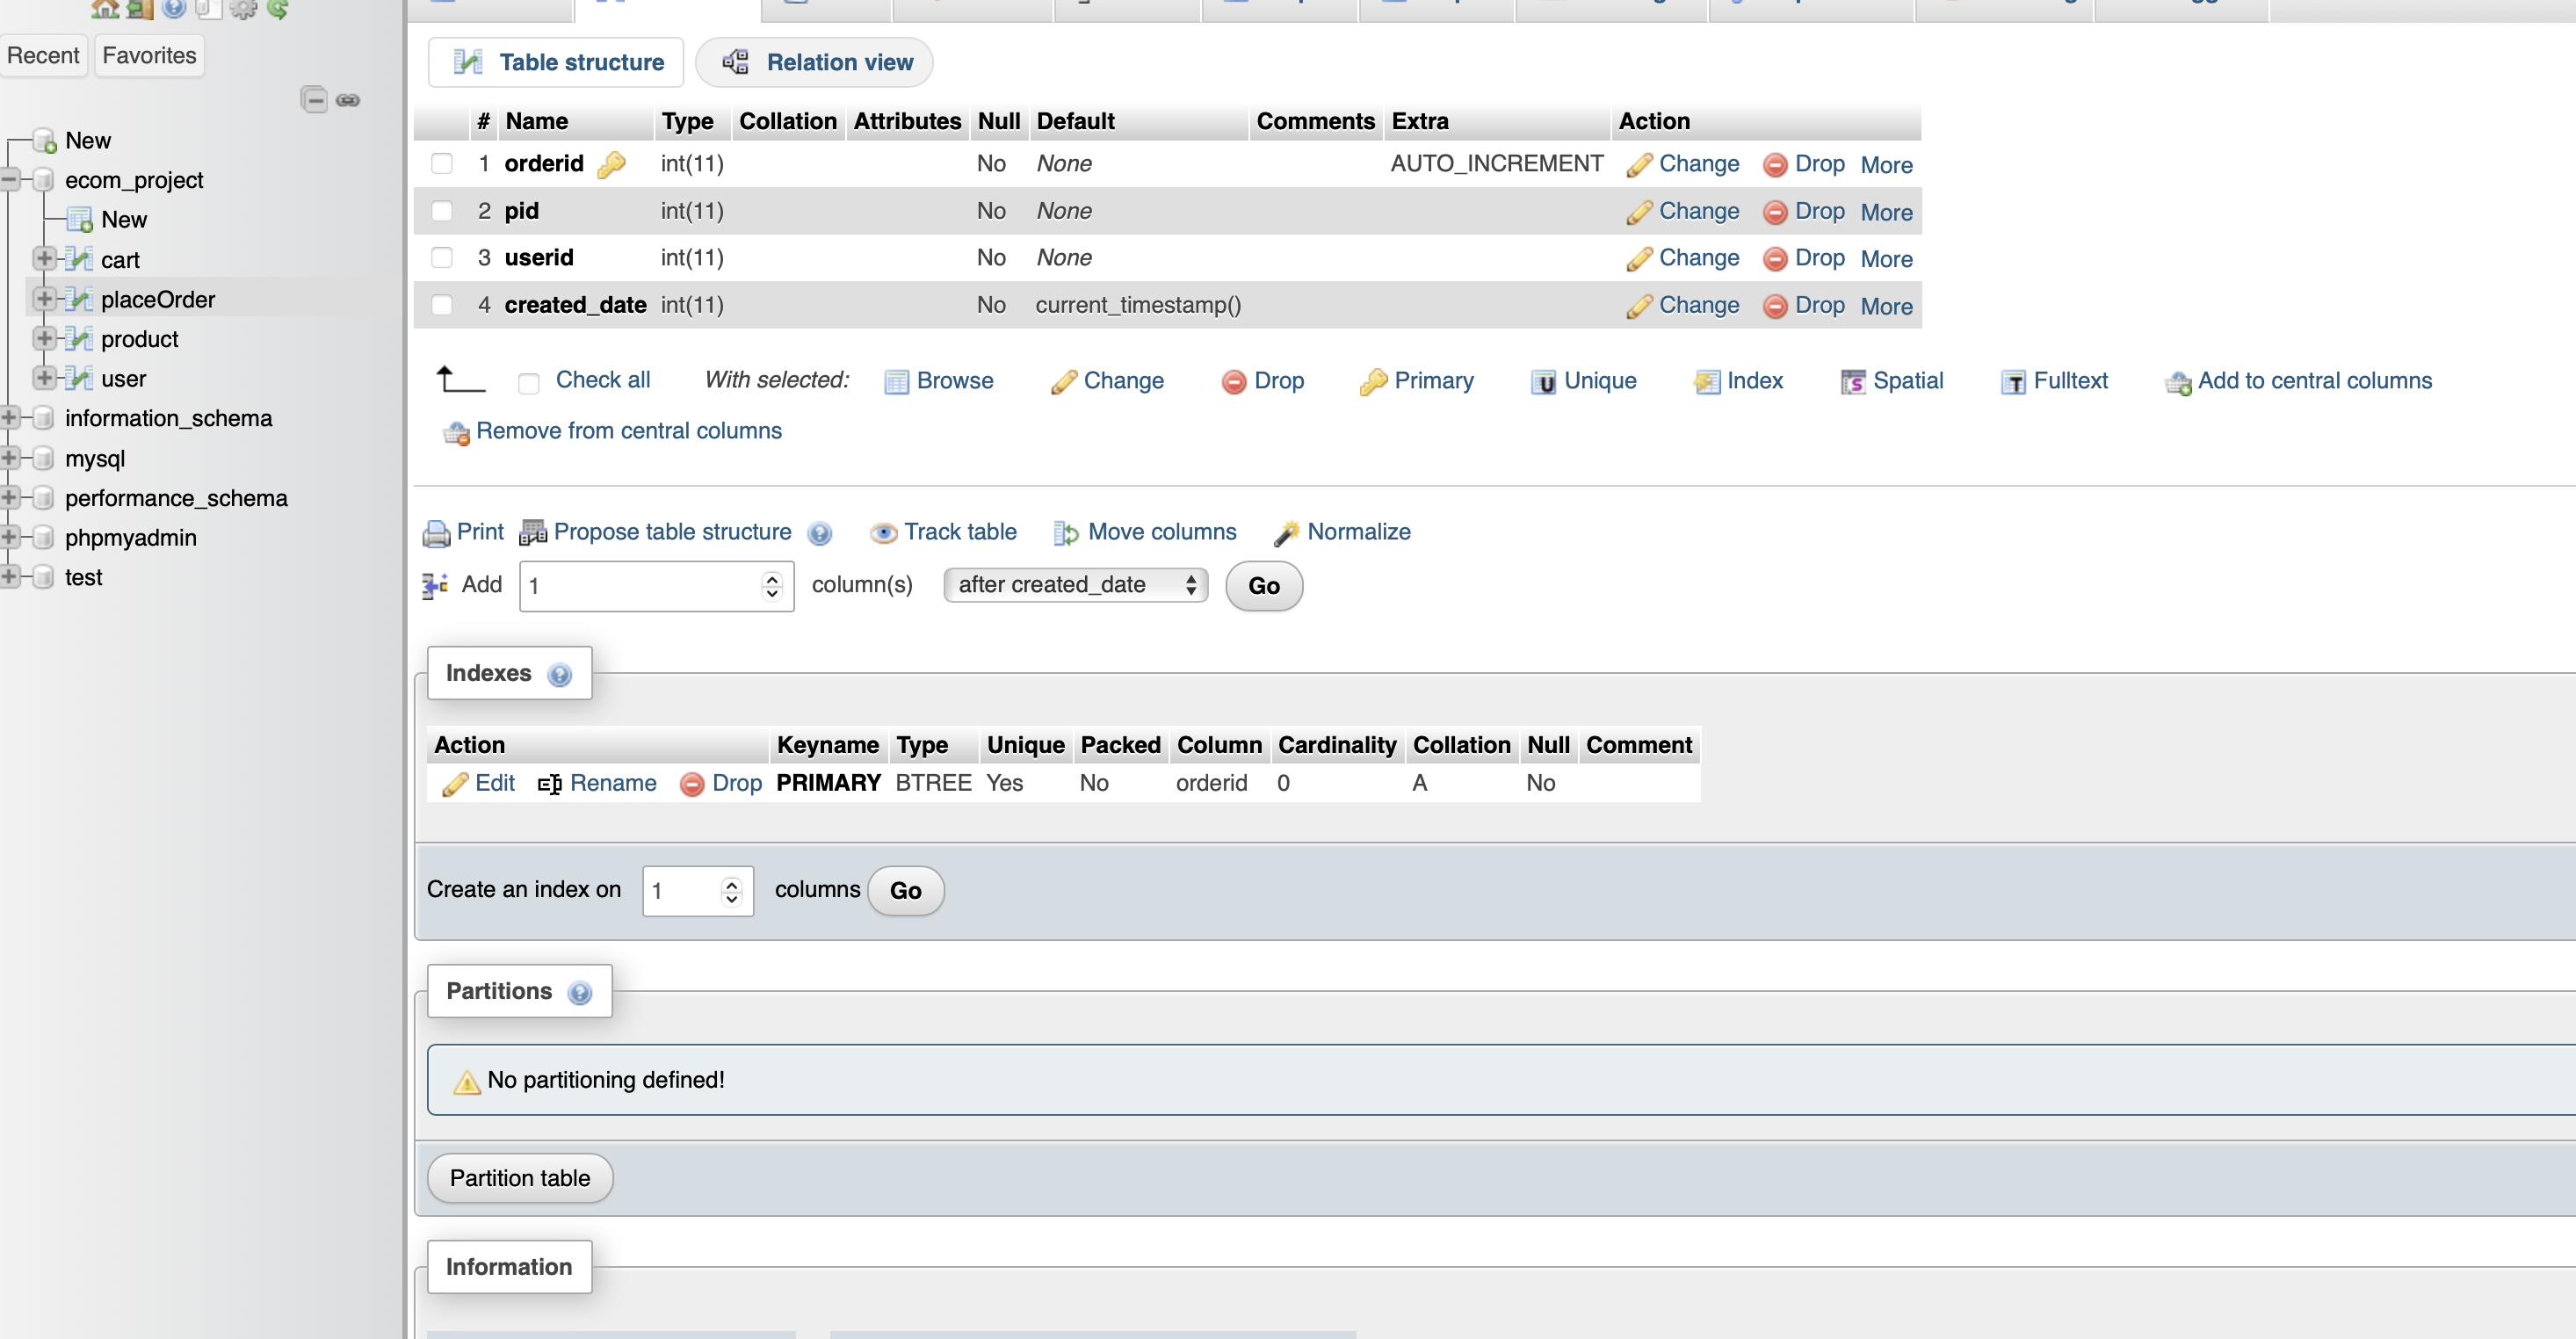 Recent Favorites
New
ecom_project
New
cart
placeOrder
product
user
information_schema
mysql
performance_schema
phpmyadmin
test
Table structure Relation view
# Name Type Collation Attributes Null Default Comments Extra Action
1 orderid int(11) No None AUTO_INCREMENT Change Drop More
2 pid int(11) No None Change Drop More
3 userid int(11) No None Change Drop More
4 created_date int(11) No current_timestamp() Change Drop More
Check all With selected: Browse Change Drop Primary Unique Index Spatial Fulltext Add to central columns
Remove from central columns
Print Propose table structure Track table Move columns Normalize
Add 1 column(s) after created_date Go
Indexes
Action Keyname Type Unique Packed Column Cardinality Collation Null Comment
Edit Rename Drop PRIMARY BTREE Yes No orderid 0 A No
Create an index on 1 columns Go
Partitions
No partitioning defined!
Partition table
Information